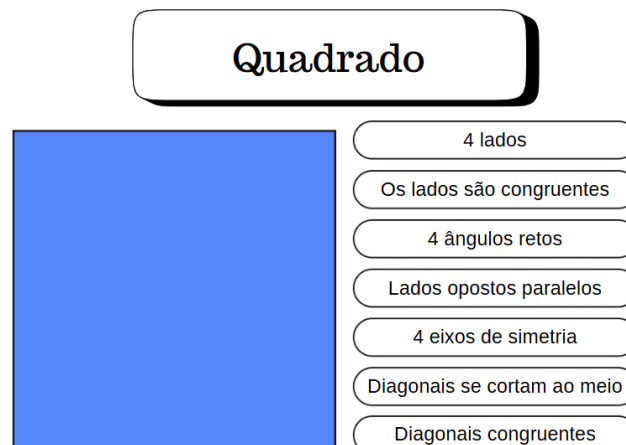 Quadrado
4 lados
Os lados são congruentes
4 ângulos retos
Lados opostos paralelos
4 eixos de simetria
Diagonais se cortam ao meio
Diagonais congruentes